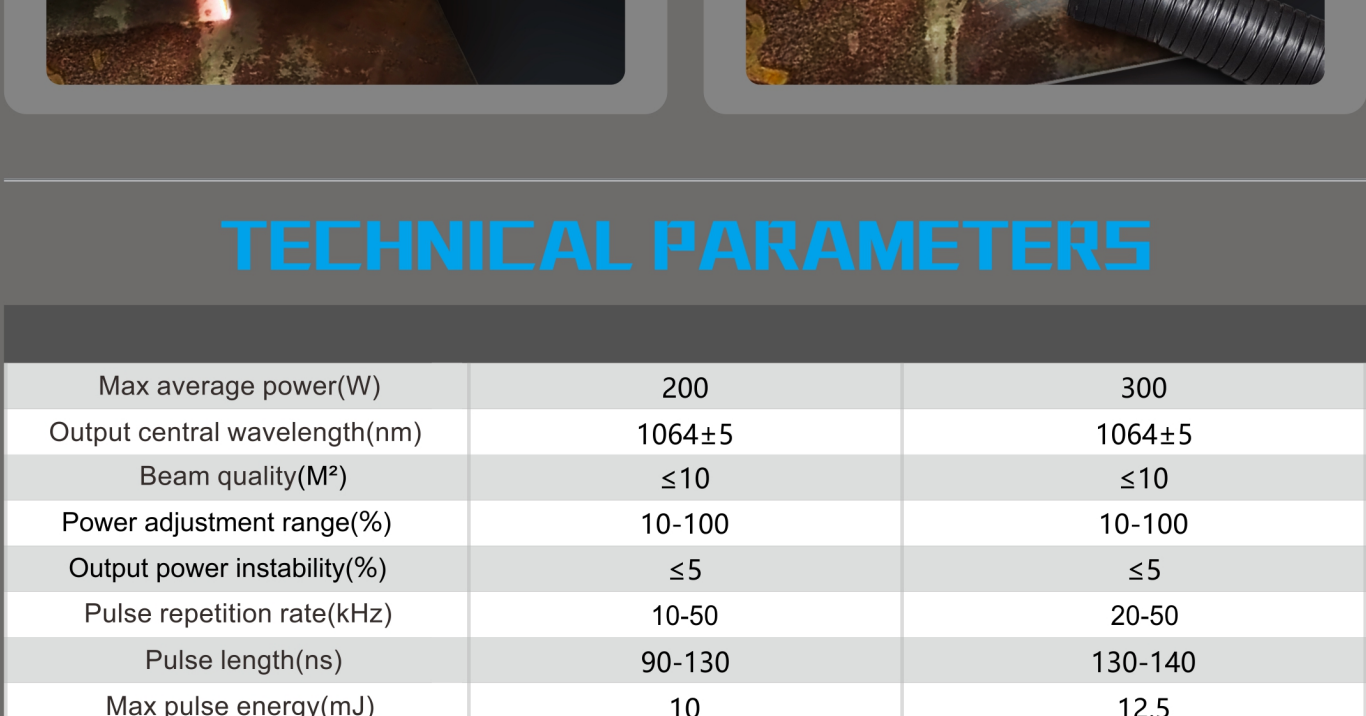 TECHNICAL PARAMETERS
Max average power(W) 200 300
Output central wavelength(nm) 1064±5 1064±5
Beam quality(M²) ≤10 ≤10
Power adjustment range(%) 10-100 10-100
Output power instability(%) ≤5 ≤5
Pulse repetition rate(kHz) 10-50 20-50
Pulse length(ns) 90-130 130-140
Max pulse energy(mJ) 10 12.5